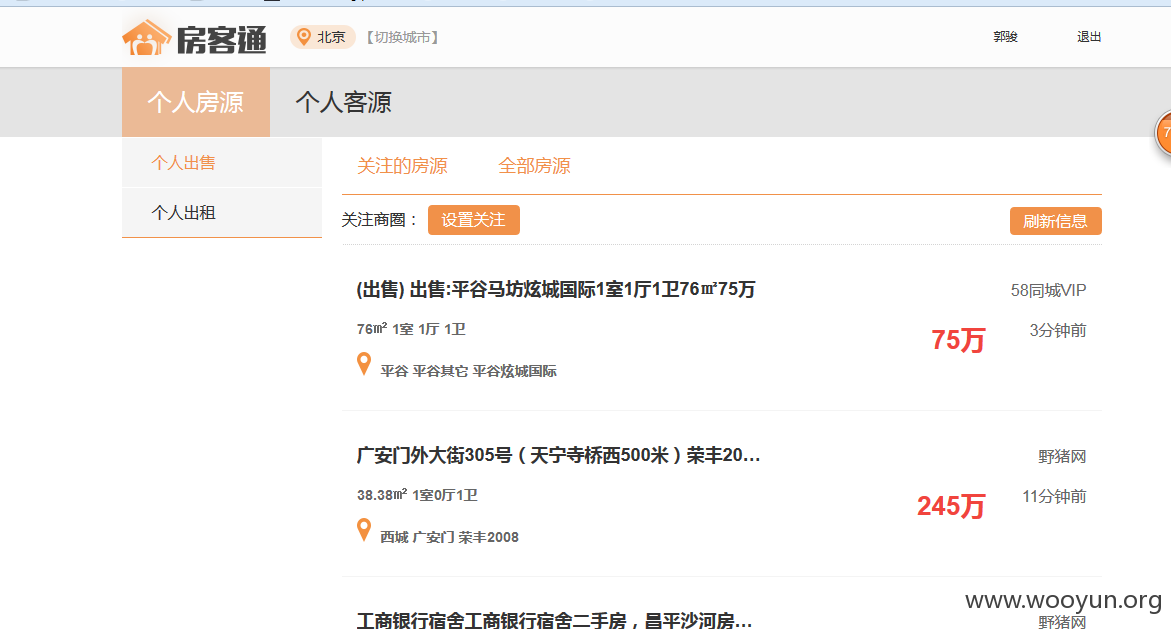 房客通 北京 【切换城市】 郭骏 退出
个人房源 个人客源
7
个人出售 关注的房源 全部房源
个人出租 关注商圈： 设置关注 刷新信息
(出售) 出售:平谷马坊炫城国际1室1厅1卫76㎡75万 58同城VIP
76㎡ 1室 1厅 1卫 75万 3分钟前
平谷 平谷其它 平谷炫城国际
广安门外大街305号（天宁寺桥西500米）荣丰20… 野猪网
38.38㎡ 1室0厅1卫 245万 11分钟前
西城 广安门 荣丰2008
www.wooyun.org
工商银行宿舍工商银行宿舍二手房，昌平沙河房… 野猪网